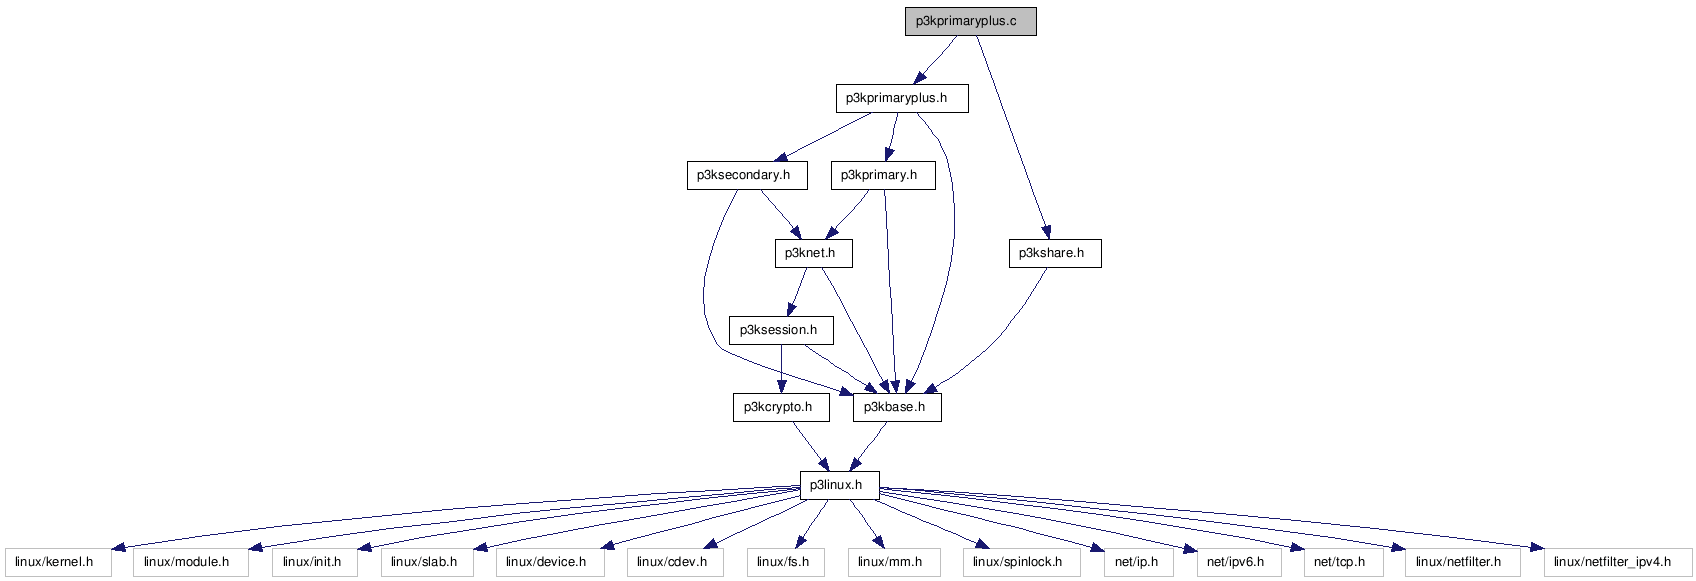 p3kprimaryplus.c
p3kprimaryplus.h
p3ksecondary.h
p3kprimary.h
p3knet.h
p3kshare.h
p3ksession.h
p3kcrypto.h
p3kbase.h
p3linux.h
linux/kernel.h
linux/module.h
linux/init.h
linux/slab.h
linux/device.h
linux/cdev.h
linux/fs.h
linux/mm.h
linux/spinlock.h
net/ip.h
net/ipv6.h
net/tcp.h
linux/netfilter.h
linux/netfilter_ipv4.h